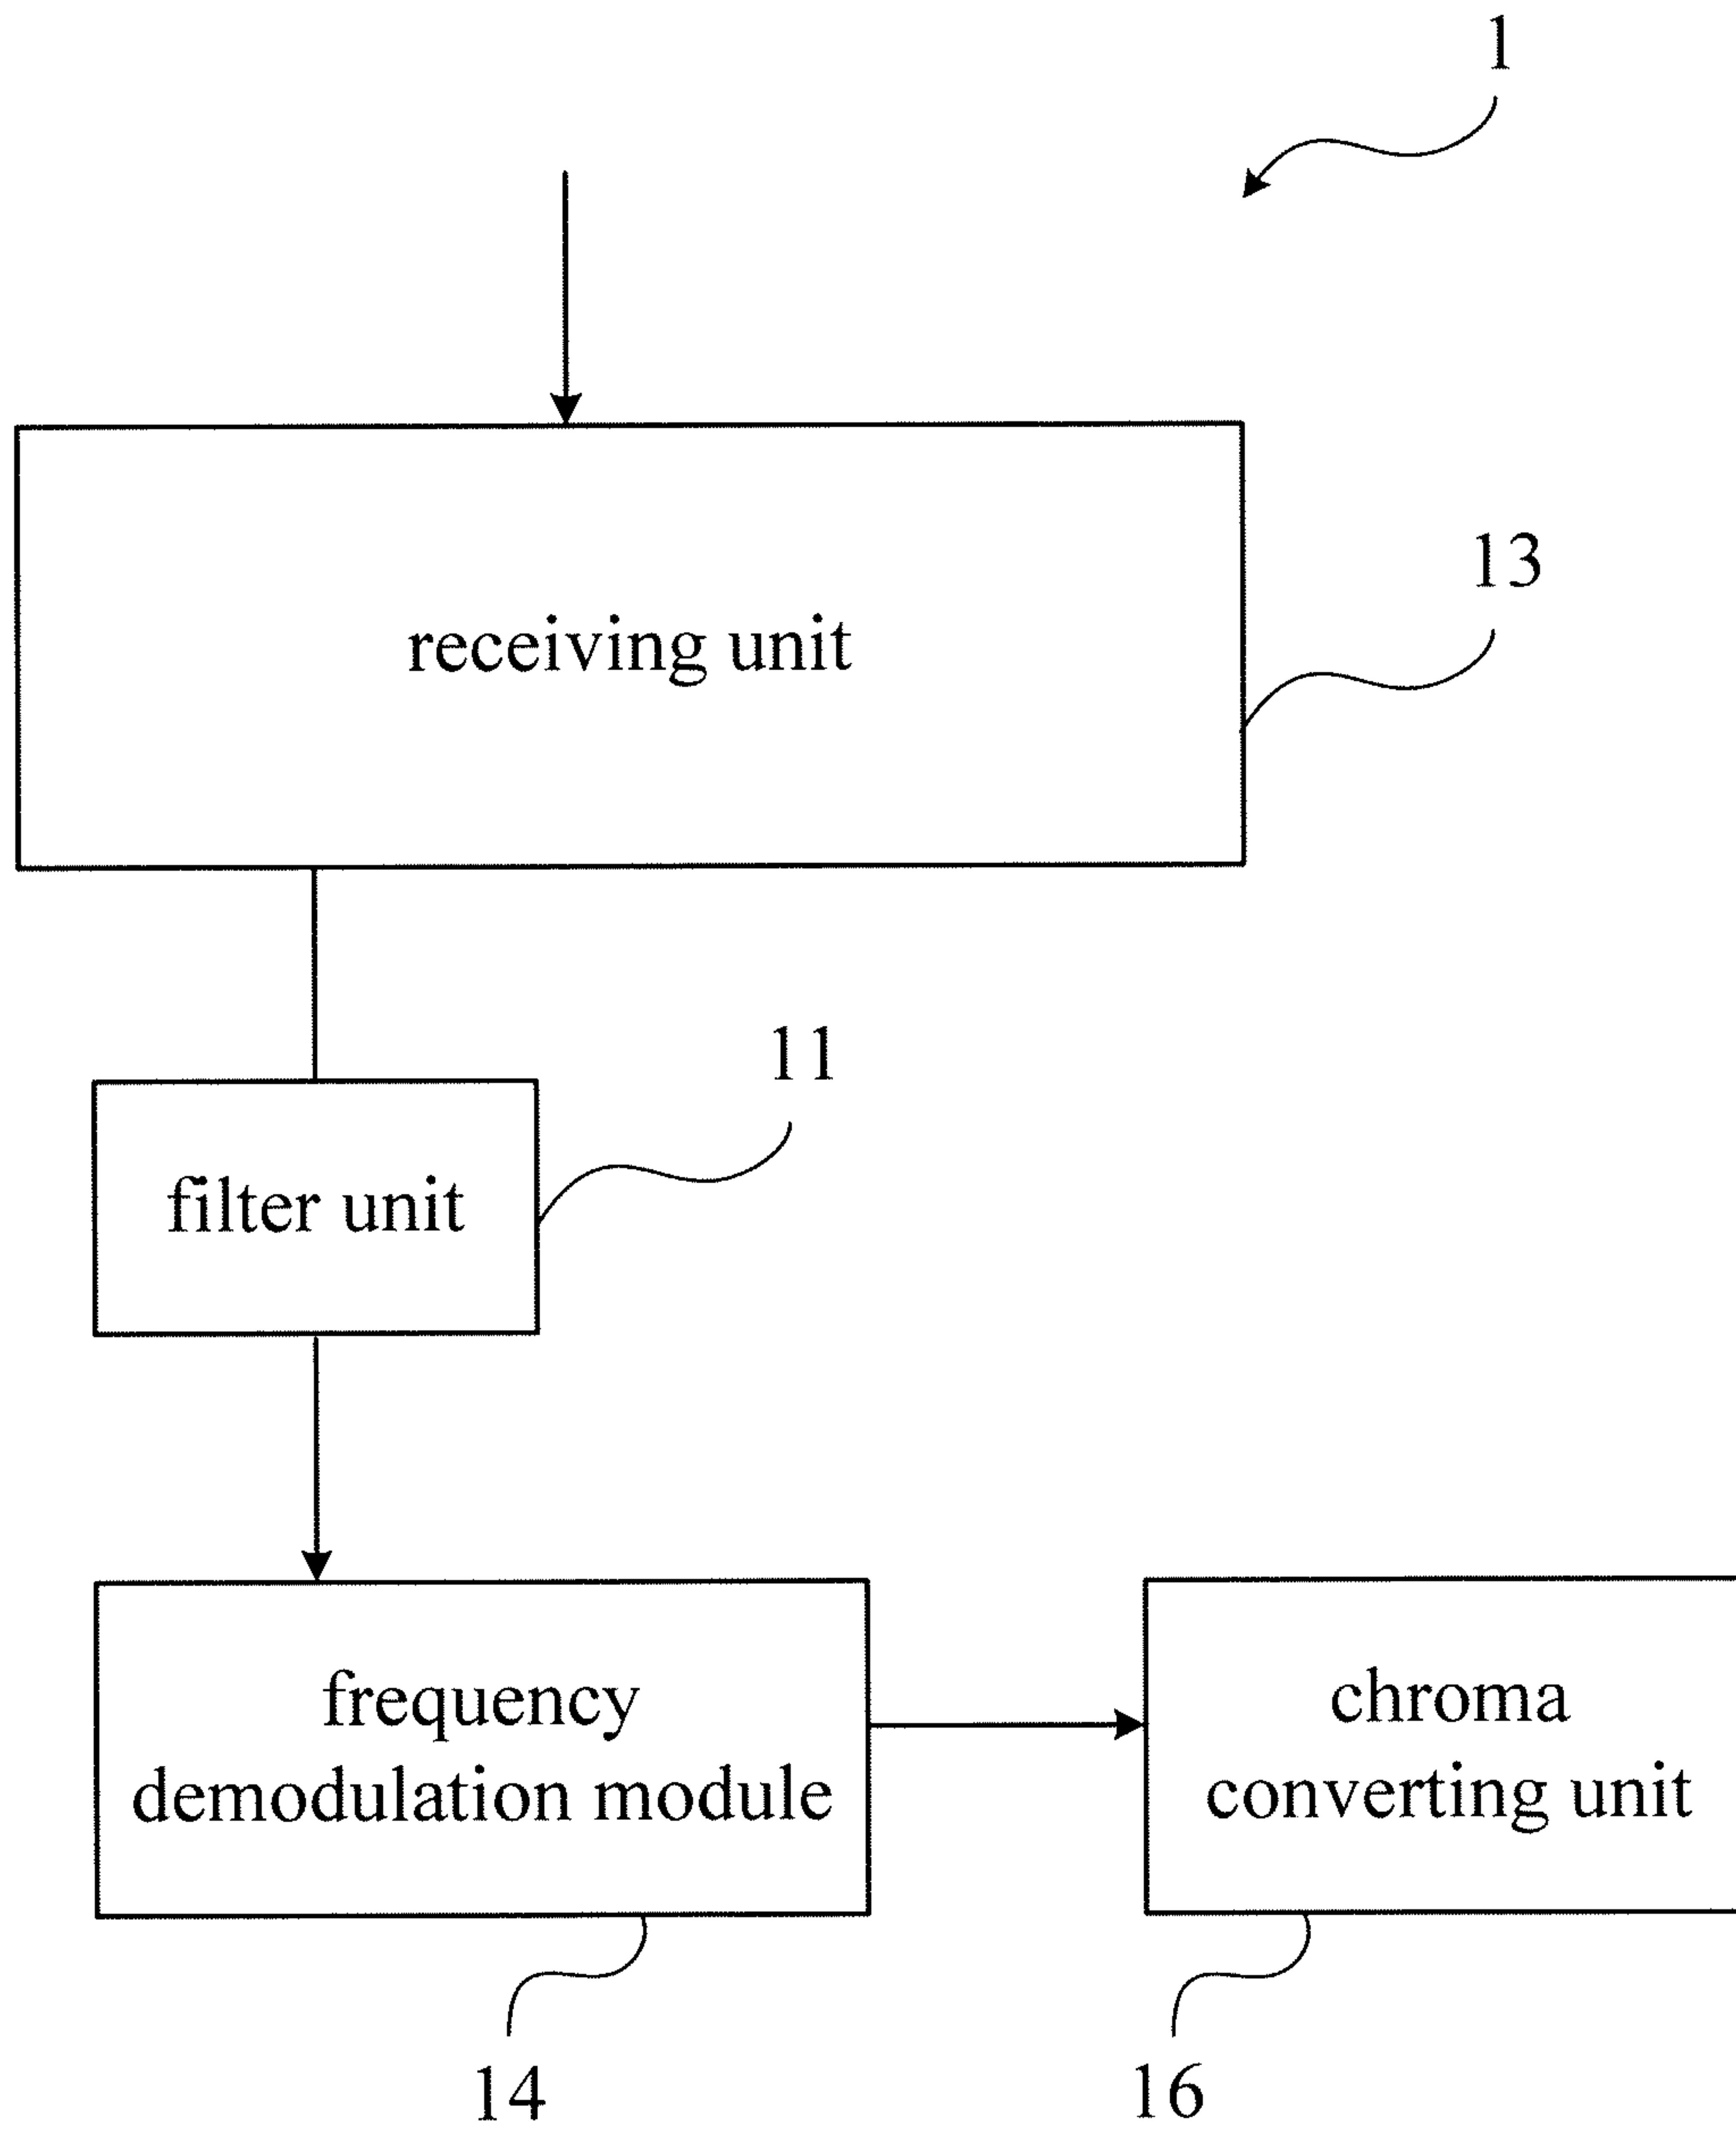 1
receiving unit
13
filter unit
11
frequency
demodulation module
chroma
converting unit
14
16